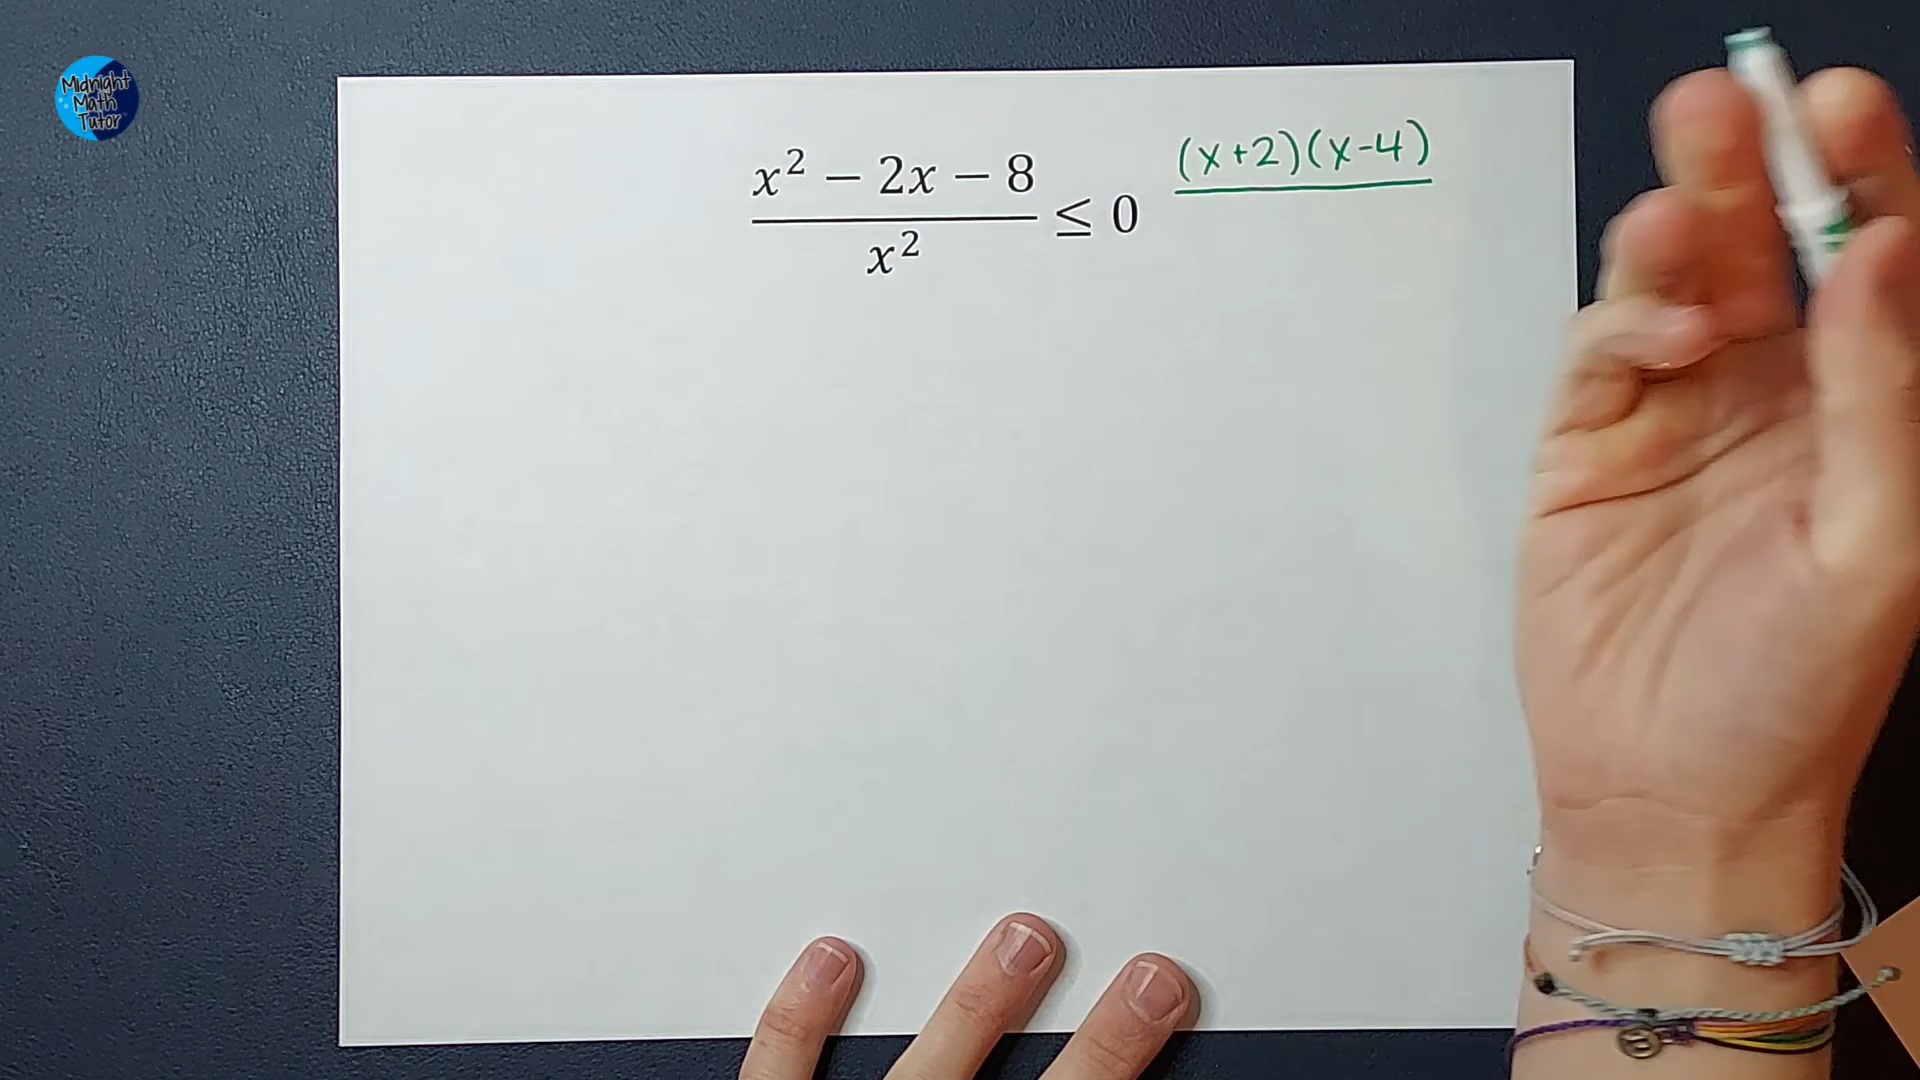 Midnight
Math
Tutor
x² − 2x − 8
x²
≤ 0
(x+2)(x-4)